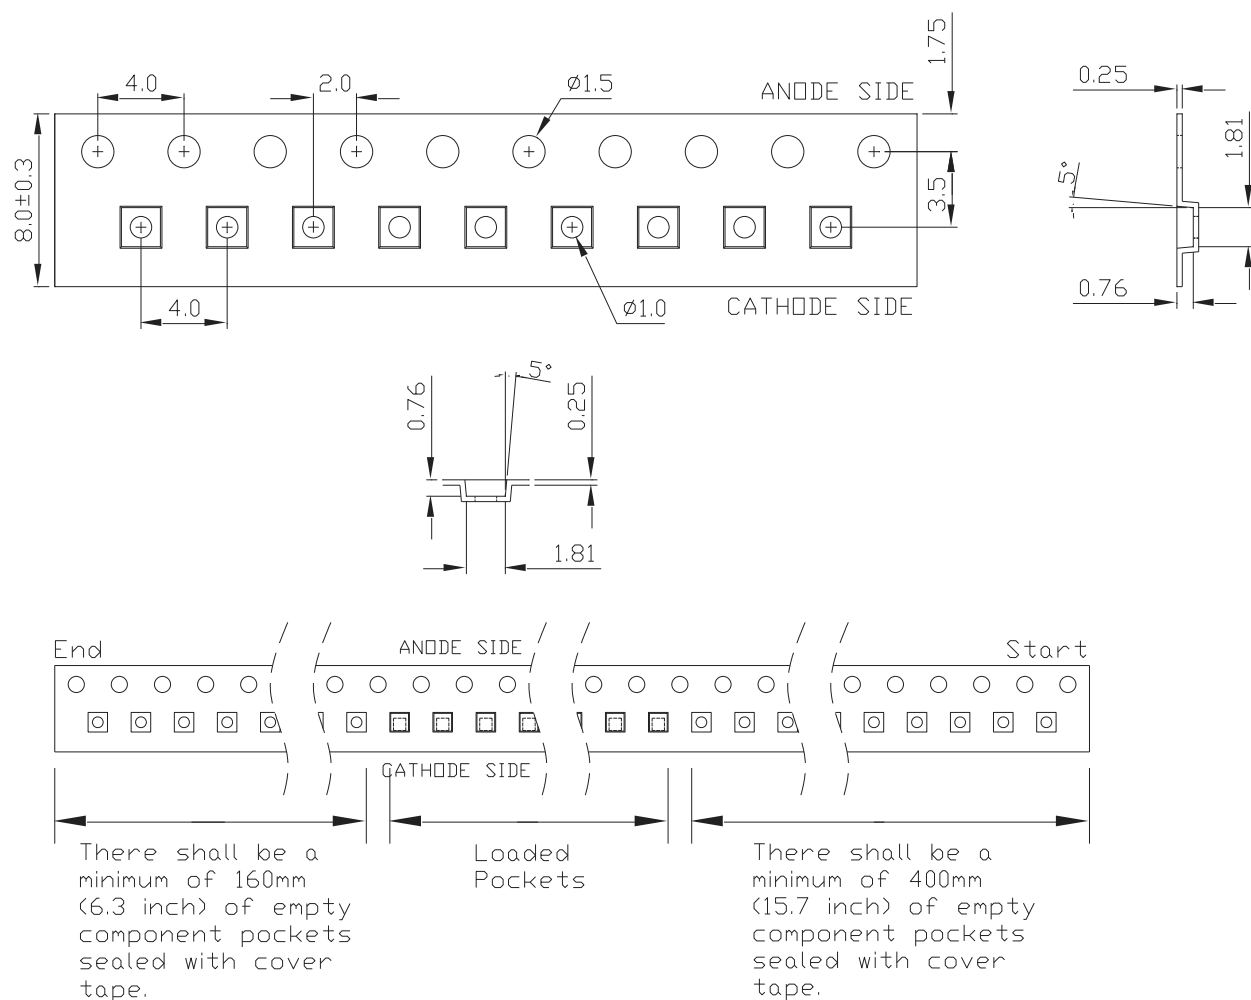 1.75
4.0
2.0
ø1.5
ANODE SIDE
0.25
8.0±0.3
3.5
5°
1.81
4.0
ø1.0
CATHODE SIDE
0.76
0.76
5°
0.25
1.81
End
ANODE SIDE
Start
CATHODE SIDE
There shall be a
minimum of 160mm
(6.3 inch) of empty
component pockets
sealed with cover
tape.
Loaded
Pockets
There shall be a
minimum of 400mm
(15.7 inch) of empty
component pockets
sealed with cover
tape.